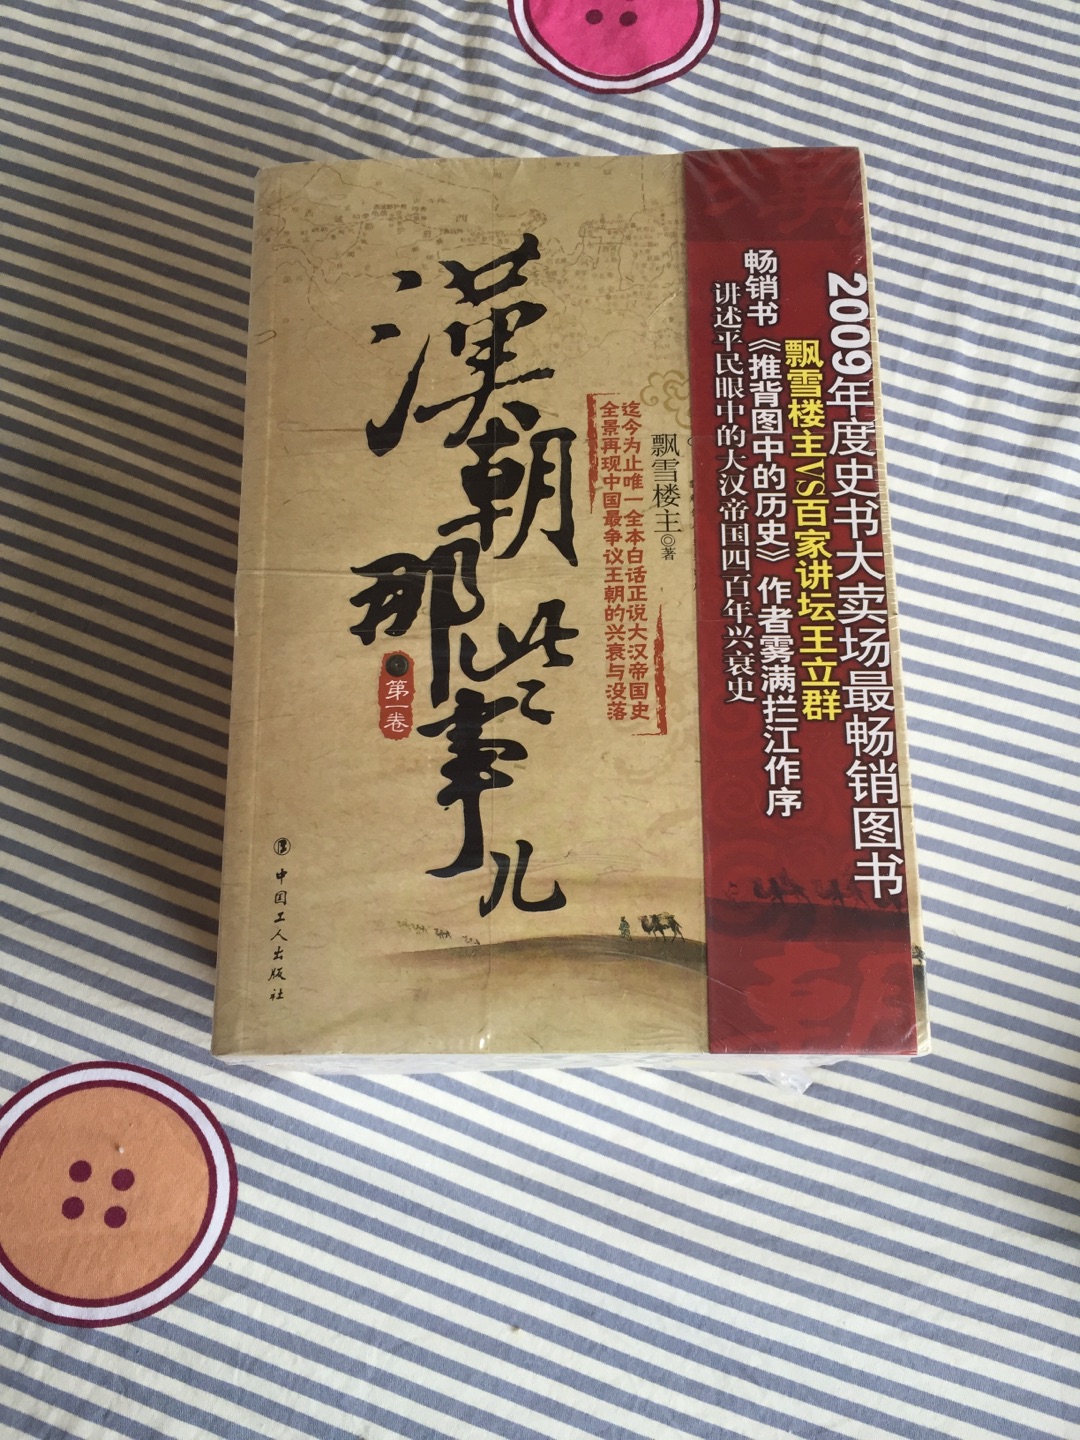 漢朝那些事儿
第一卷
迄今为止唯一全本白话正说大汉帝国史
全景再现中国最争议王朝的兴衰与没落
飘雪楼主◎著
中国工人出版社
2009年度史书大卖场最畅销图书
飘雪楼主VS百家讲坛王立群
畅销书《推背图中的历史》作者雾满拦江作序
讲述平民眼中的大汉帝国四百年兴衰史